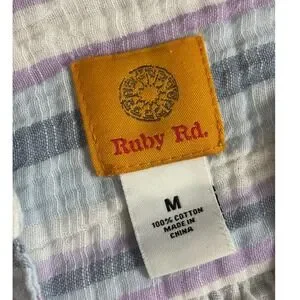 Ruby Rd.
M
100% COTTON
MADE IN
CHINA